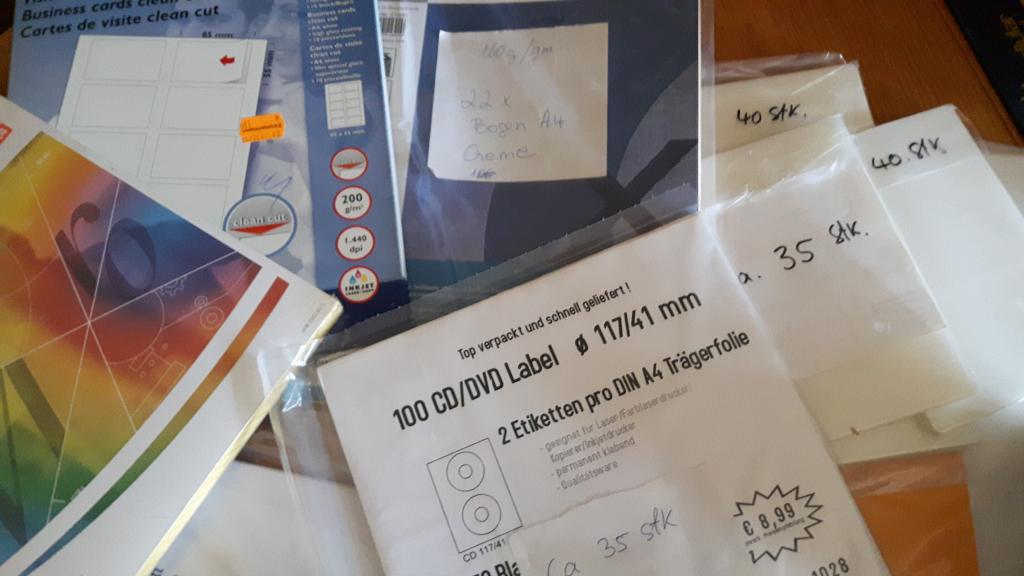 Business cards clean cut
Cartes de visite clean cut
65 mm
55 mm
Business cards
clean cut
Cartes de visite
clean cut
clean cut
200
g/m²
1.440
dpi
INKJET
160g/qm
22 x
Bogen A4
Creme
40 Stk.
40. Stk
a. 35 Stk.
Top verpackt und schnell geliefert !
100 CD/DVD Label ø 117/41 mm
2 Etiketten pro DIN A4 Trägerfolie
- geeignet für Laser-/Farblaserdrucker/
Kopierer/Inkjetdrucker
- permanent klebend
- Qualitätsware
CD 117/41
€ 8,99
Ca 35 Stk
1028